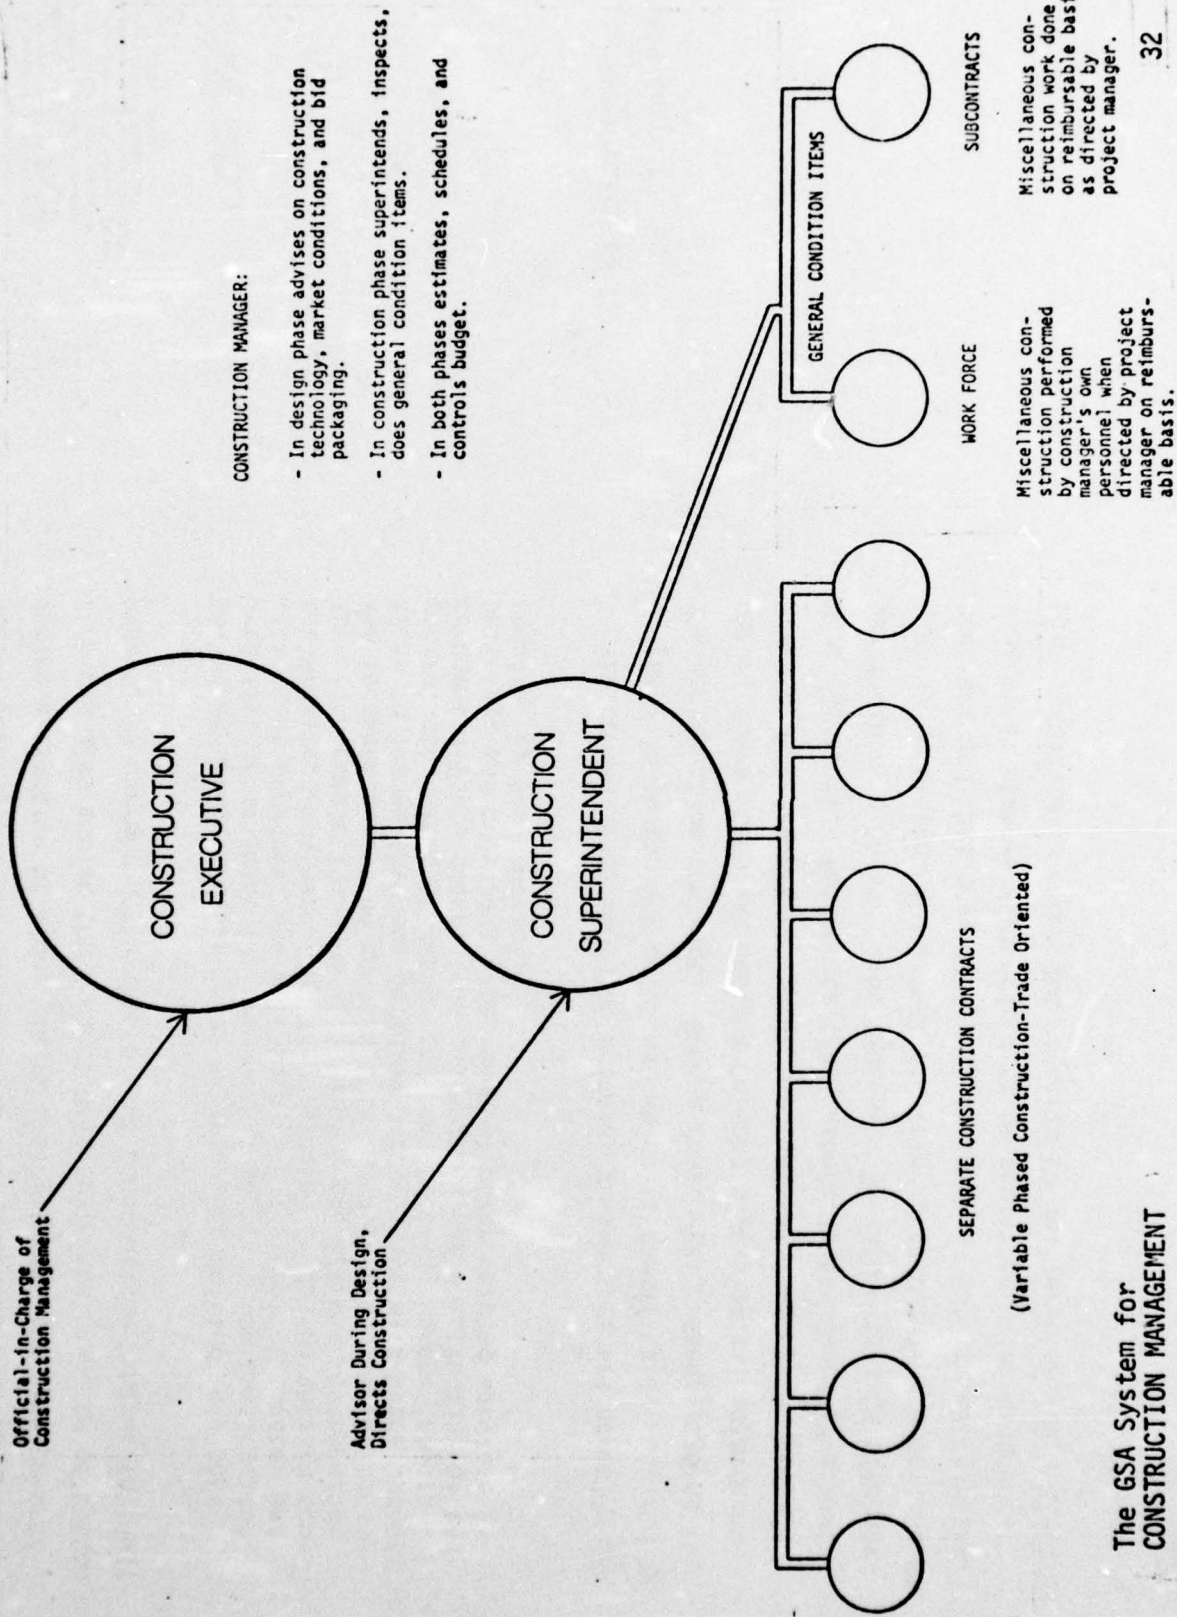 Official-in-Charge of
Construction Management
CONSTRUCTION
EXECUTIVE
CONSTRUCTION MANAGER:
- In design phase advises on construction
technology, market conditions, and bid
packaging.
- In construction phase superintends, inspects,
does general condition items.
- In both phases estimates, schedules, and
controls budget.
Advisor During Design,
Directs Construction
CONSTRUCTION
SUPERINTENDENT
GENERAL CONDITION ITEMS
SEPARATE CONSTRUCTION CONTRACTS
(Variable Phased Construction-Trade Oriented)
WORK FORCE
Miscellaneous con-
struction performed
by construction
manager's own
personnel when
directed by project
manager on reimburs-
able basis.
SUBCONTRACTS
Miscellaneous con-
struction work done
on reimbursable basi
as directed by
project manager.
The GSA System for
CONSTRUCTION MANAGEMENT
32